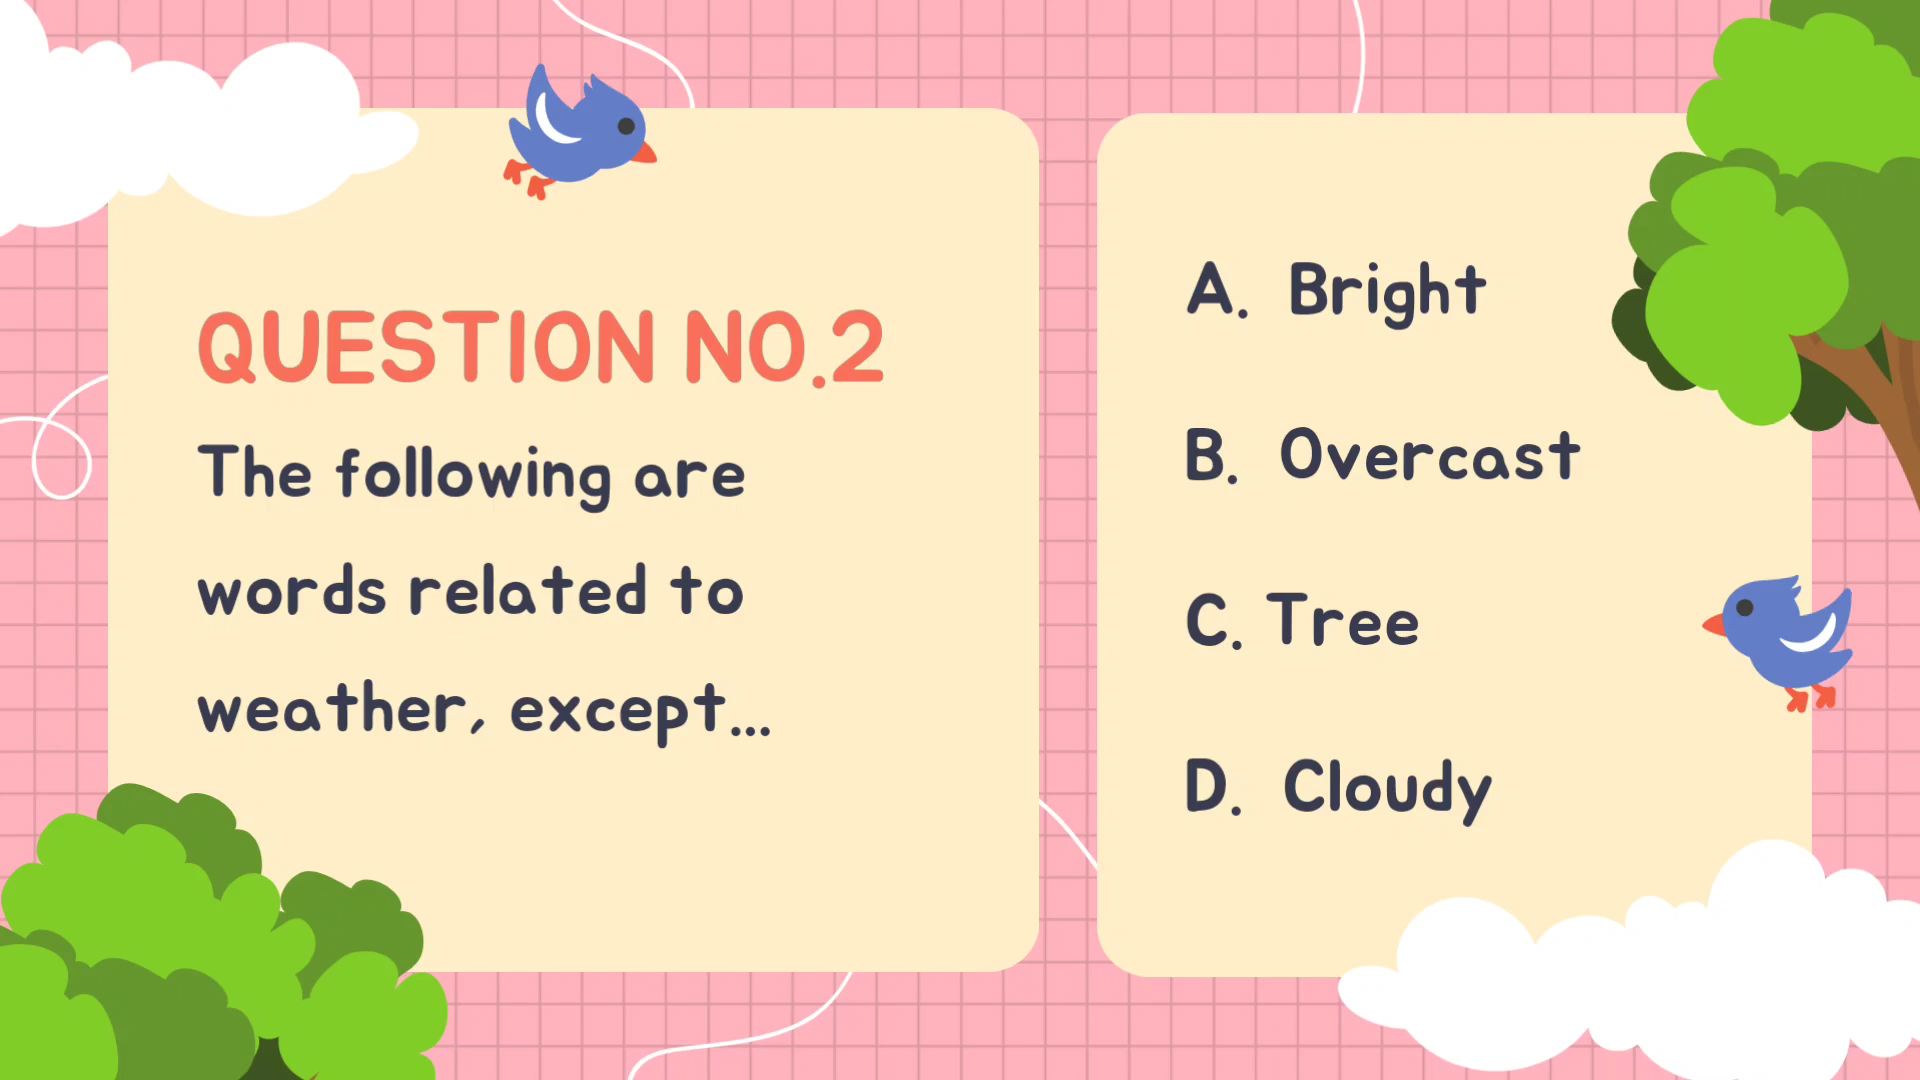 QUESTION NO.2
The following are
words related to
weather, except...
A. Bright
B. Overcast
C. Tree
D. Cloudy